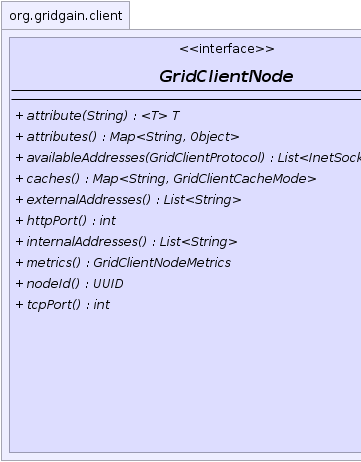 org.gridgain.client
<<interface>>
GridClientNode
+ attribute(String) : <T> T
+ attributes() : Map<String, Object>
+ availableAddresses(GridClientProtocol) : List<InetSock
+ caches() : Map<String, GridClientCacheMode>
+ externalAddresses() : List<String>
+ httpPort() : int
+ internalAddresses() : List<String>
+ metrics() : GridClientNodeMetrics
+ nodeId() : UUID
+ tcpPort() : int